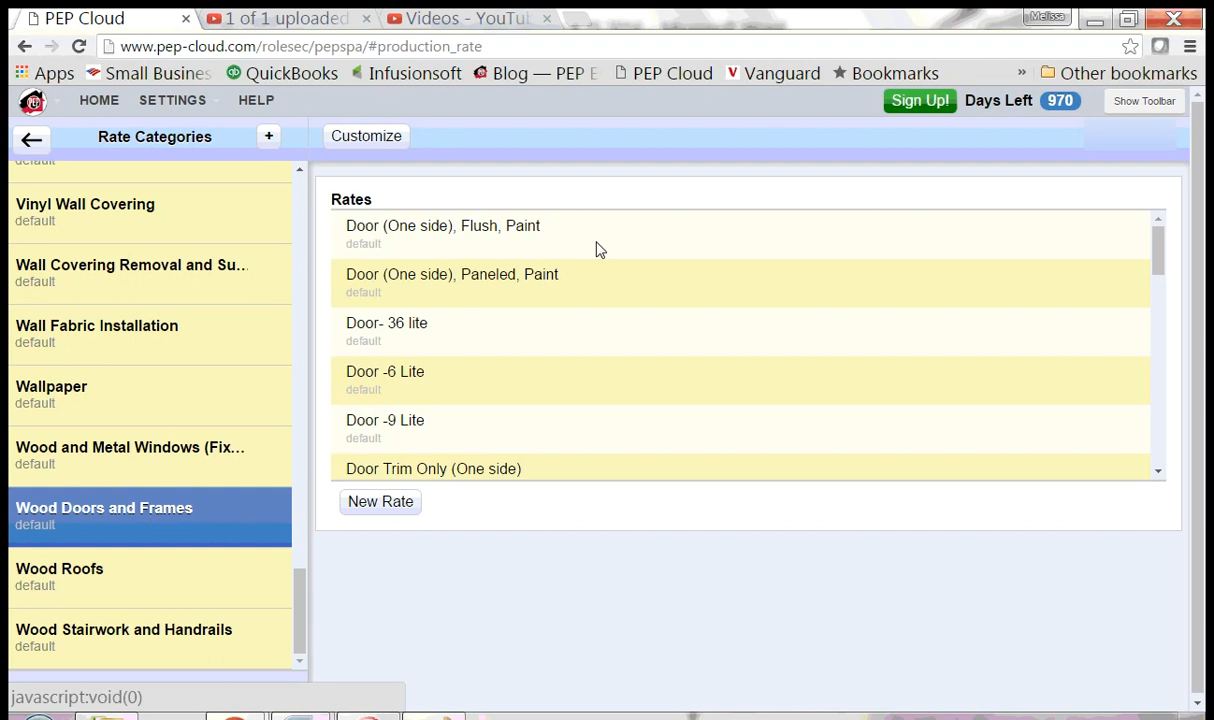 PEP Cloud
1 of 1 uploaded
Videos - YouTu
Melissa
www.pep-cloud.com/rolesec/pepspa/#production_rate
Apps
Small Busines
QuickBooks
Infusionsoft
Blog — PEP E
PEP Cloud
Vanguard
Bookmarks
»
Other bookmarks
HOME
SETTINGS
HELP
Sign Up!
Days Left
970
Show Toolbar
Rate Categories
+
Customize
default
Vinyl Wall Covering
default
Wall Covering Removal and Su...
default
Wall Fabric Installation
default
Wallpaper
default
Wood and Metal Windows (Fix...
default
Wood Doors and Frames
default
Wood Roofs
default
Wood Stairwork and Handrails
default
Rates
Door (One side), Flush, Paint
default
Door (One side), Paneled, Paint
default
Door- 36 lite
default
Door -6 Lite
default
Door -9 Lite
default
Door Trim Only (One side)
New Rate
javascript:void(0)